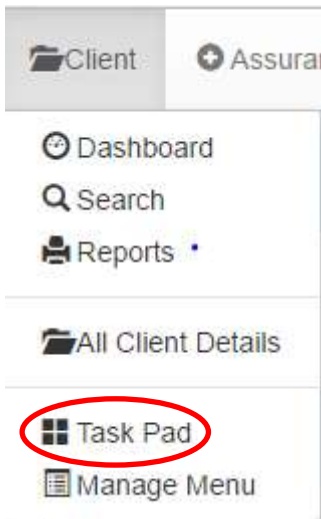 Client Assura
Dashboard
Search
Reports
All Client Details
Task Pad
Manage Menu